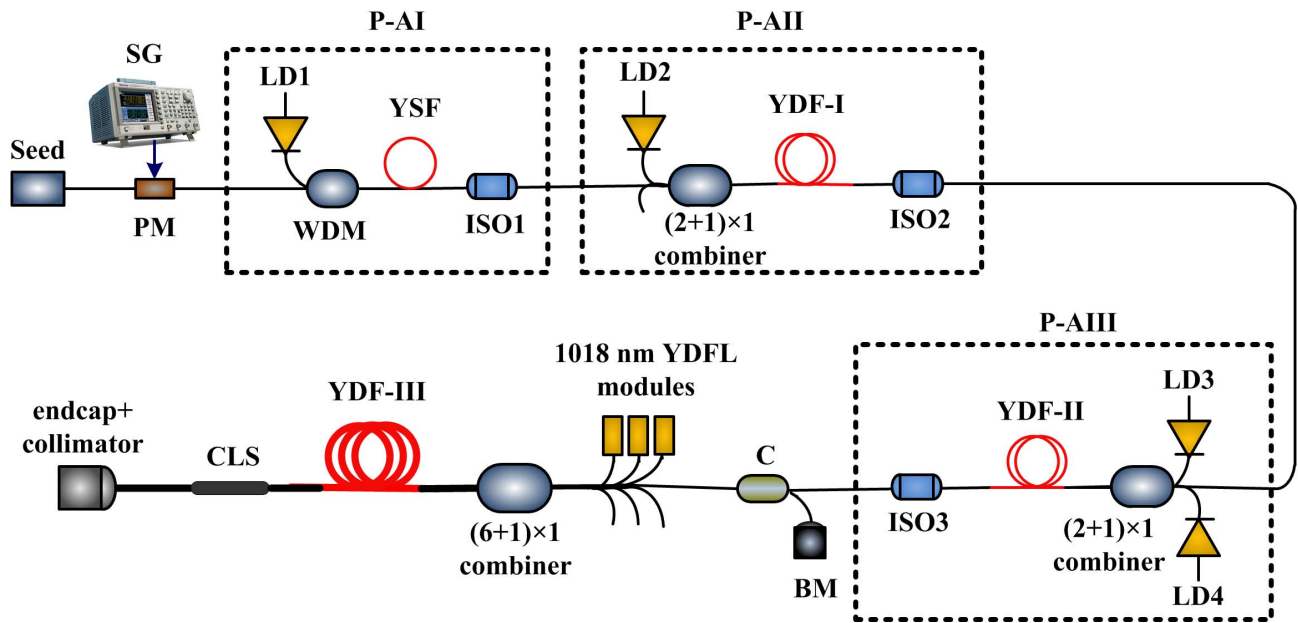 P-AI
P-AII
SG
LD1
LD2
YSF
YDF-I
Seed
PM
WDM
ISO1
(2+1)×1
combiner
ISO2
P-AIII
1018 nm YDFL
modules
LD3
endcap+
collimator
YDF-III
YDF-II
CLS
C
(6+1)×1
combiner
BM
ISO3
(2+1)×1
combiner
LD4